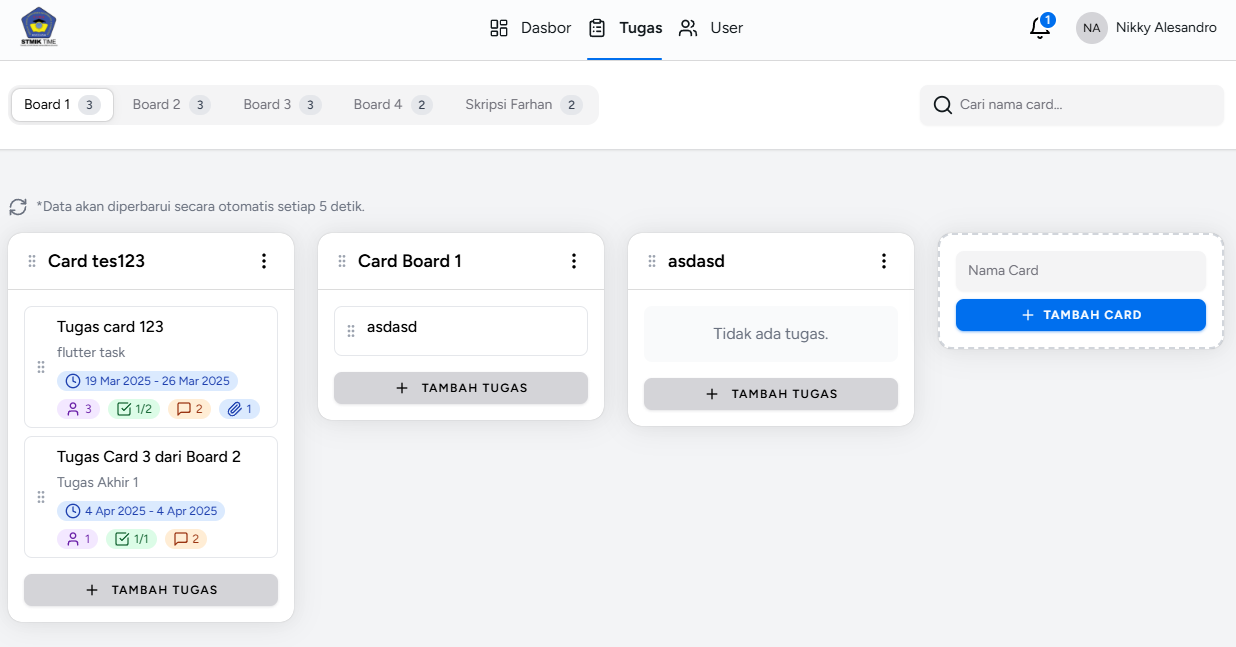 STMIK TIME
Dasbor
Tugas
User
1
NA
Nikky Alesandro
Board 1 3
Board 2 3
Board 3 3
Board 4 2
Skripsi Farhan 2
Cari nama card...
*Data akan diperbarui secara otomatis setiap 5 detik.
Card tes123
Tugas card 123
flutter task
19 Mar 2025 - 26 Mar 2025
3 1/2 2 1
Tugas Card 3 dari Board 2
Tugas Akhir 1
4 Apr 2025 - 4 Apr 2025
1 1/1 2
+ TAMBAH TUGAS
Card Board 1
asdasd
+ TAMBAH TUGAS
asdasd
Tidak ada tugas.
+ TAMBAH TUGAS
Nama Card
+ TAMBAH CARD